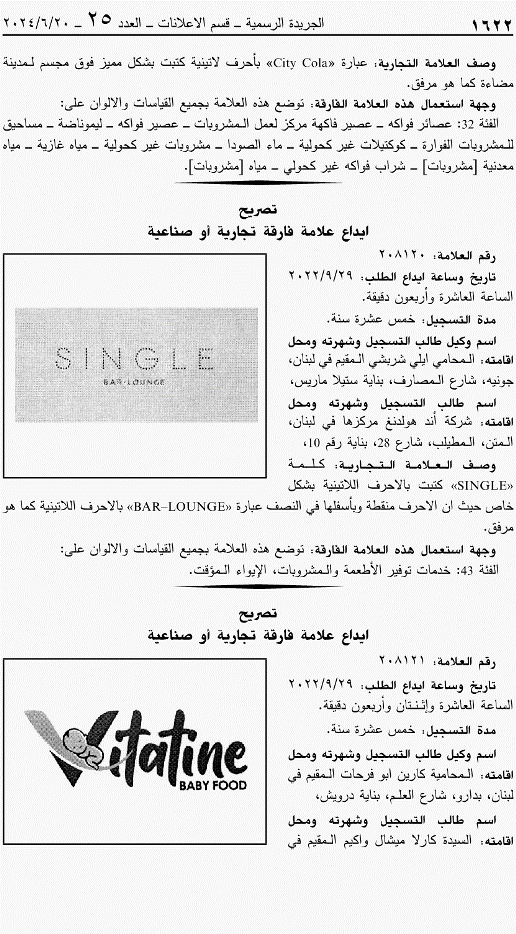 ١٦٢٢
الجريدة الرسمية – قسم الاعلانات – العدد ٢٥ – ٢٠٢٤/٦/٢٠
وصف العلامة التجارية: عبارة «City Cola» بأحرف لاتينية كتبت بشكل مميز فوق مجسم لمدينة
مضاءة كما هو مرفق.
وجهة استعمال هذه العلامة الفارقة: توضع هذه العلامة بجميع القياسات والالوان على:
الفئة 32: عصائر فواكه – عصير فاكهة مركز لعمل المشروبات – عصير فواكه – ليموناضة – مساحيق
للمشروبات الفوارة – كوكتيلات غير كحولية – ماء الصودا – مشروبات غير كحولية – مياه غازية – مياه
معدنية [مشروبات] – شراب فواكه غير كحولي – مياه [مشروبات].
تصريح
ايداع علامة فارقة تجارية أو صناعية
رقم العلامة: ٢٠٨١٢٠
تاريخ وساعة ايداع الطلب: ٢٠٢٢/٩/٢٩
الساعة العاشرة وأربعون دقيقة.
مدة التسجيل: خمس عشرة سنة.
اسم وكيل طالب التسجيل وشهرته ومحل
اقامته: المحامي ايلي شربشي المقيم في لبنان،
جونيه، شارع المصارف، بناية ستيلا ماريس،
اسم طالب التسجيل وشهرته ومحل
اقامته: شركة أند هولدنغ مركزها في لبنان،
المتن، المطيلب، شارع 28، بناية رقم 10،
وصف العلامة التجارية: كلمة
«SINGLE» كتبت بالاحرف اللاتينية بشكل
خاص حيث ان الاحرف منقطة وبأسفلها في النصف عبارة «BAR–LOUNGE» بالاحرف اللاتينية كما هو
مرفق.
SINGLE
BAR-LOUNGE
وجهة استعمال هذه العلامة الفارقة: توضع هذه العلامة بجميع القياسات والالوان على:
الفئة 43: خدمات توفير الأطعمة والمشروبات، الإيواء المؤقت.
تصريح
ايداع علامة فارقة تجارية أو صناعية
رقم العلامة: ٢٠٨١٢١
تاريخ وساعة ايداع الطلب: ٢٠٢٢/٩/٢٩
الساعة العاشرة وإثنتان وأربعون دقيقة.
مدة التسجيل: خمس عشرة سنة.
اسم وكيل طالب التسجيل وشهرته ومحل
اقامته: المحامية كارين ابو فرحات المقيم في
لبنان، بدارو، شارع العلم، بناية درويش،
اسم طالب التسجيل وشهرته ومحل
اقامته: السيدة كارلا ميشال واكيم المقيم في
Vitatine
BABY FOOD